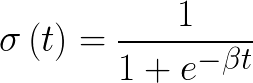 σ (t) = 1 / (1 + e^{−βt})